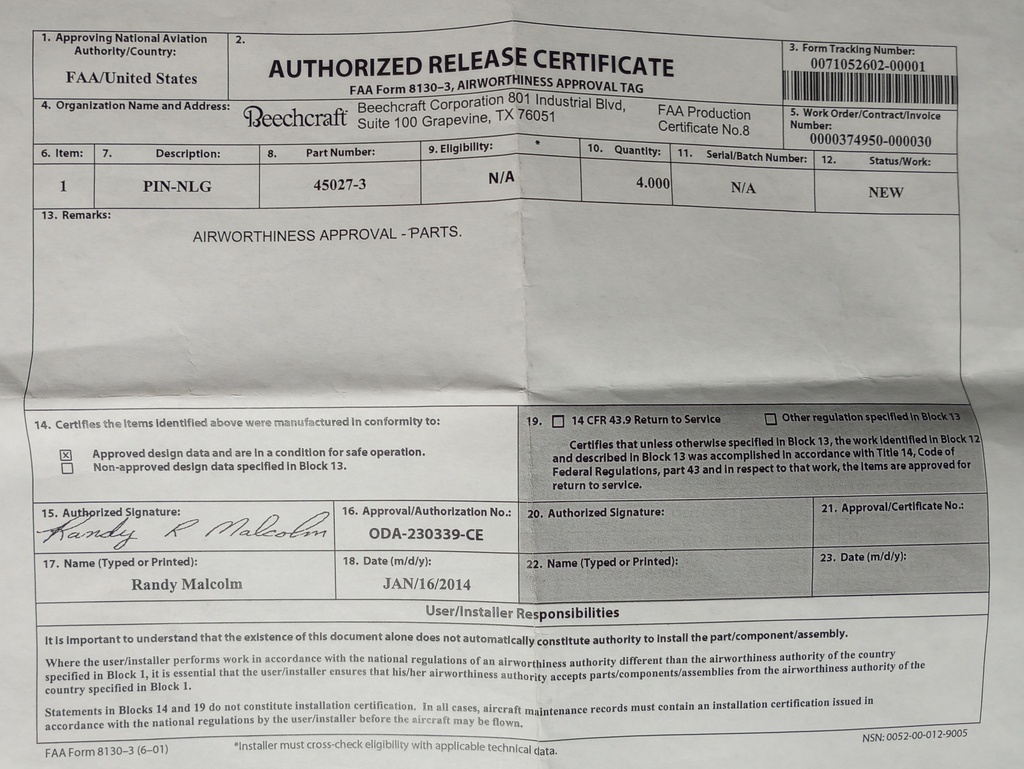 1. Approving National Aviation
Authority/Country:
FAA/United States
2.
AUTHORIZED RELEASE CERTIFICATE
FAA Form 8130–3, AIRWORTHINESS APPROVAL TAG
3. Form Tracking Number:
0071052602-00001
4. Organization Name and Address:
Beechcraft
Beechcraft Corporation 801 Industrial Blvd,
Suite 100 Grapevine, TX 76051
FAA Production
Certificate No.8
5. Work Order/Contract/Invoice
Number:
0000374950-000030
6. Item: 7. Description: 8. Part Number: 9. Eligibility: * 10. Quantity: 11. Serial/Batch Number: 12. Status/Work:
1 PIN-NLG 45027-3 N/A 4.000 N/A NEW
13. Remarks:
AIRWORTHINESS APPROVAL - PARTS.
14. Certifies the items identified above were manufactured in conformity to:
Approved design data and are in a condition for safe operation.
Non-approved design data specified in Block 13.
19. 14 CFR 43.9 Return to Service Other regulation specified in Block 13
Certifies that unless otherwise specified in Block 13, the work identified in Block 12
and described in Block 13 was accomplished in accordance with Title 14, Code of
Federal Regulations, part 43 and in respect to that work, the items are approved for
return to service.
15. Authorized Signature:
Randy R Malcolm
16. Approval/Authorization No.:
ODA-230339-CE
20. Authorized Signature:
21. Approval/Certificate No.:
17. Name (Typed or Printed):
Randy Malcolm
18. Date (m/d/y):
JAN/16/2014
22. Name (Typed or Printed):
23. Date (m/d/y):
User/Installer Responsibilities
It is important to understand that the existence of this document alone does not automatically constitute authority to install the part/component/assembly.
Where the user/installer performs work in accordance with the national regulations of an airworthiness authority different than the airworthiness authority of the country
specified in Block 1, it is essential that the user/installer ensures that his/her airworthiness authority accepts parts/components/assemblies from the airworthiness authority of the
country specified in Block 1.
Statements in Blocks 14 and 19 do not constitute installation certification. In all cases, aircraft maintenance records must contain an installation certification issued in
accordance with the national regulations by the user/installer before the aircraft may be flown.
FAA Form 8130–3 (6–01)
*Installer must cross-check eligibility with applicable technical data.
NSN: 0052-00-012-9005